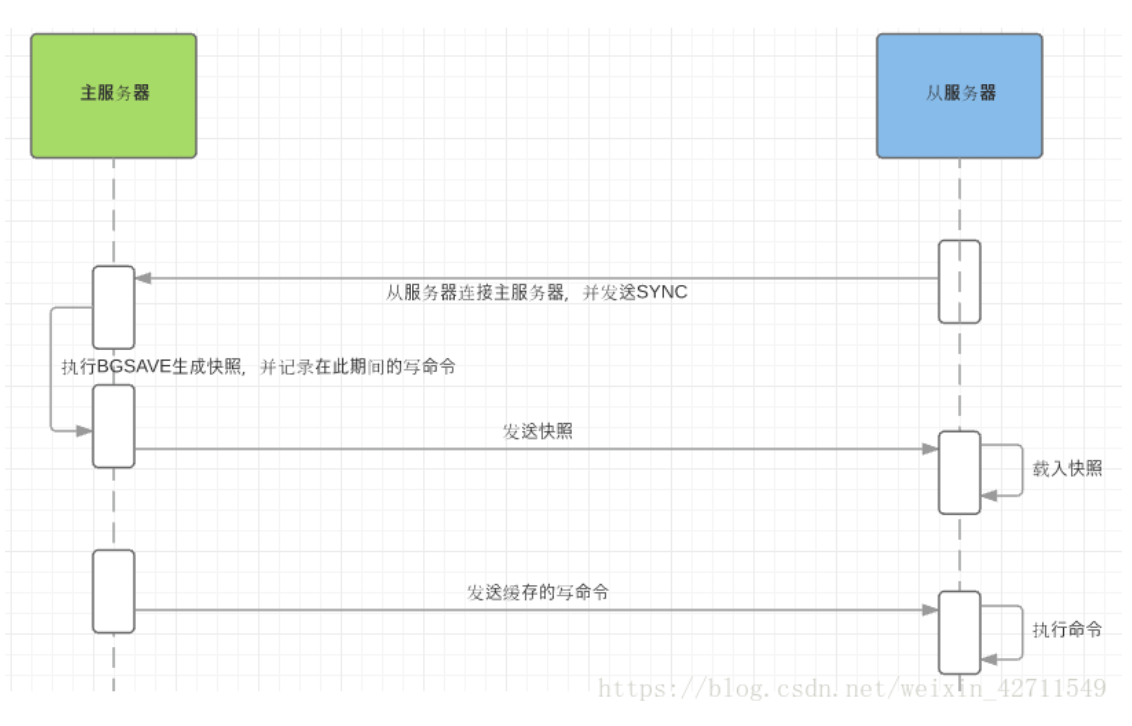 主服务器
从服务器
从服务器连接主服务器，并发送SYNC
执行BGSAVE生成快照，并记录在此期间的写命令
发送快照
载入快照
发送缓存的写命令
执行命令
https://blog.csdn.net/weixin_42711549